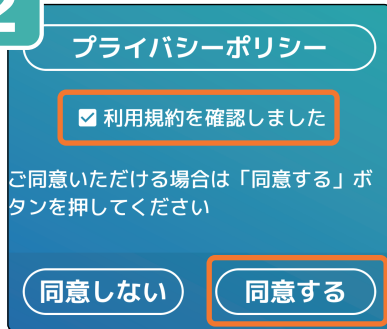 2
プライバシーポリシー
利用規約を確認しました
ご同意いただける場合は「同意する」ボ
タンを押してください
同意しない
同意する